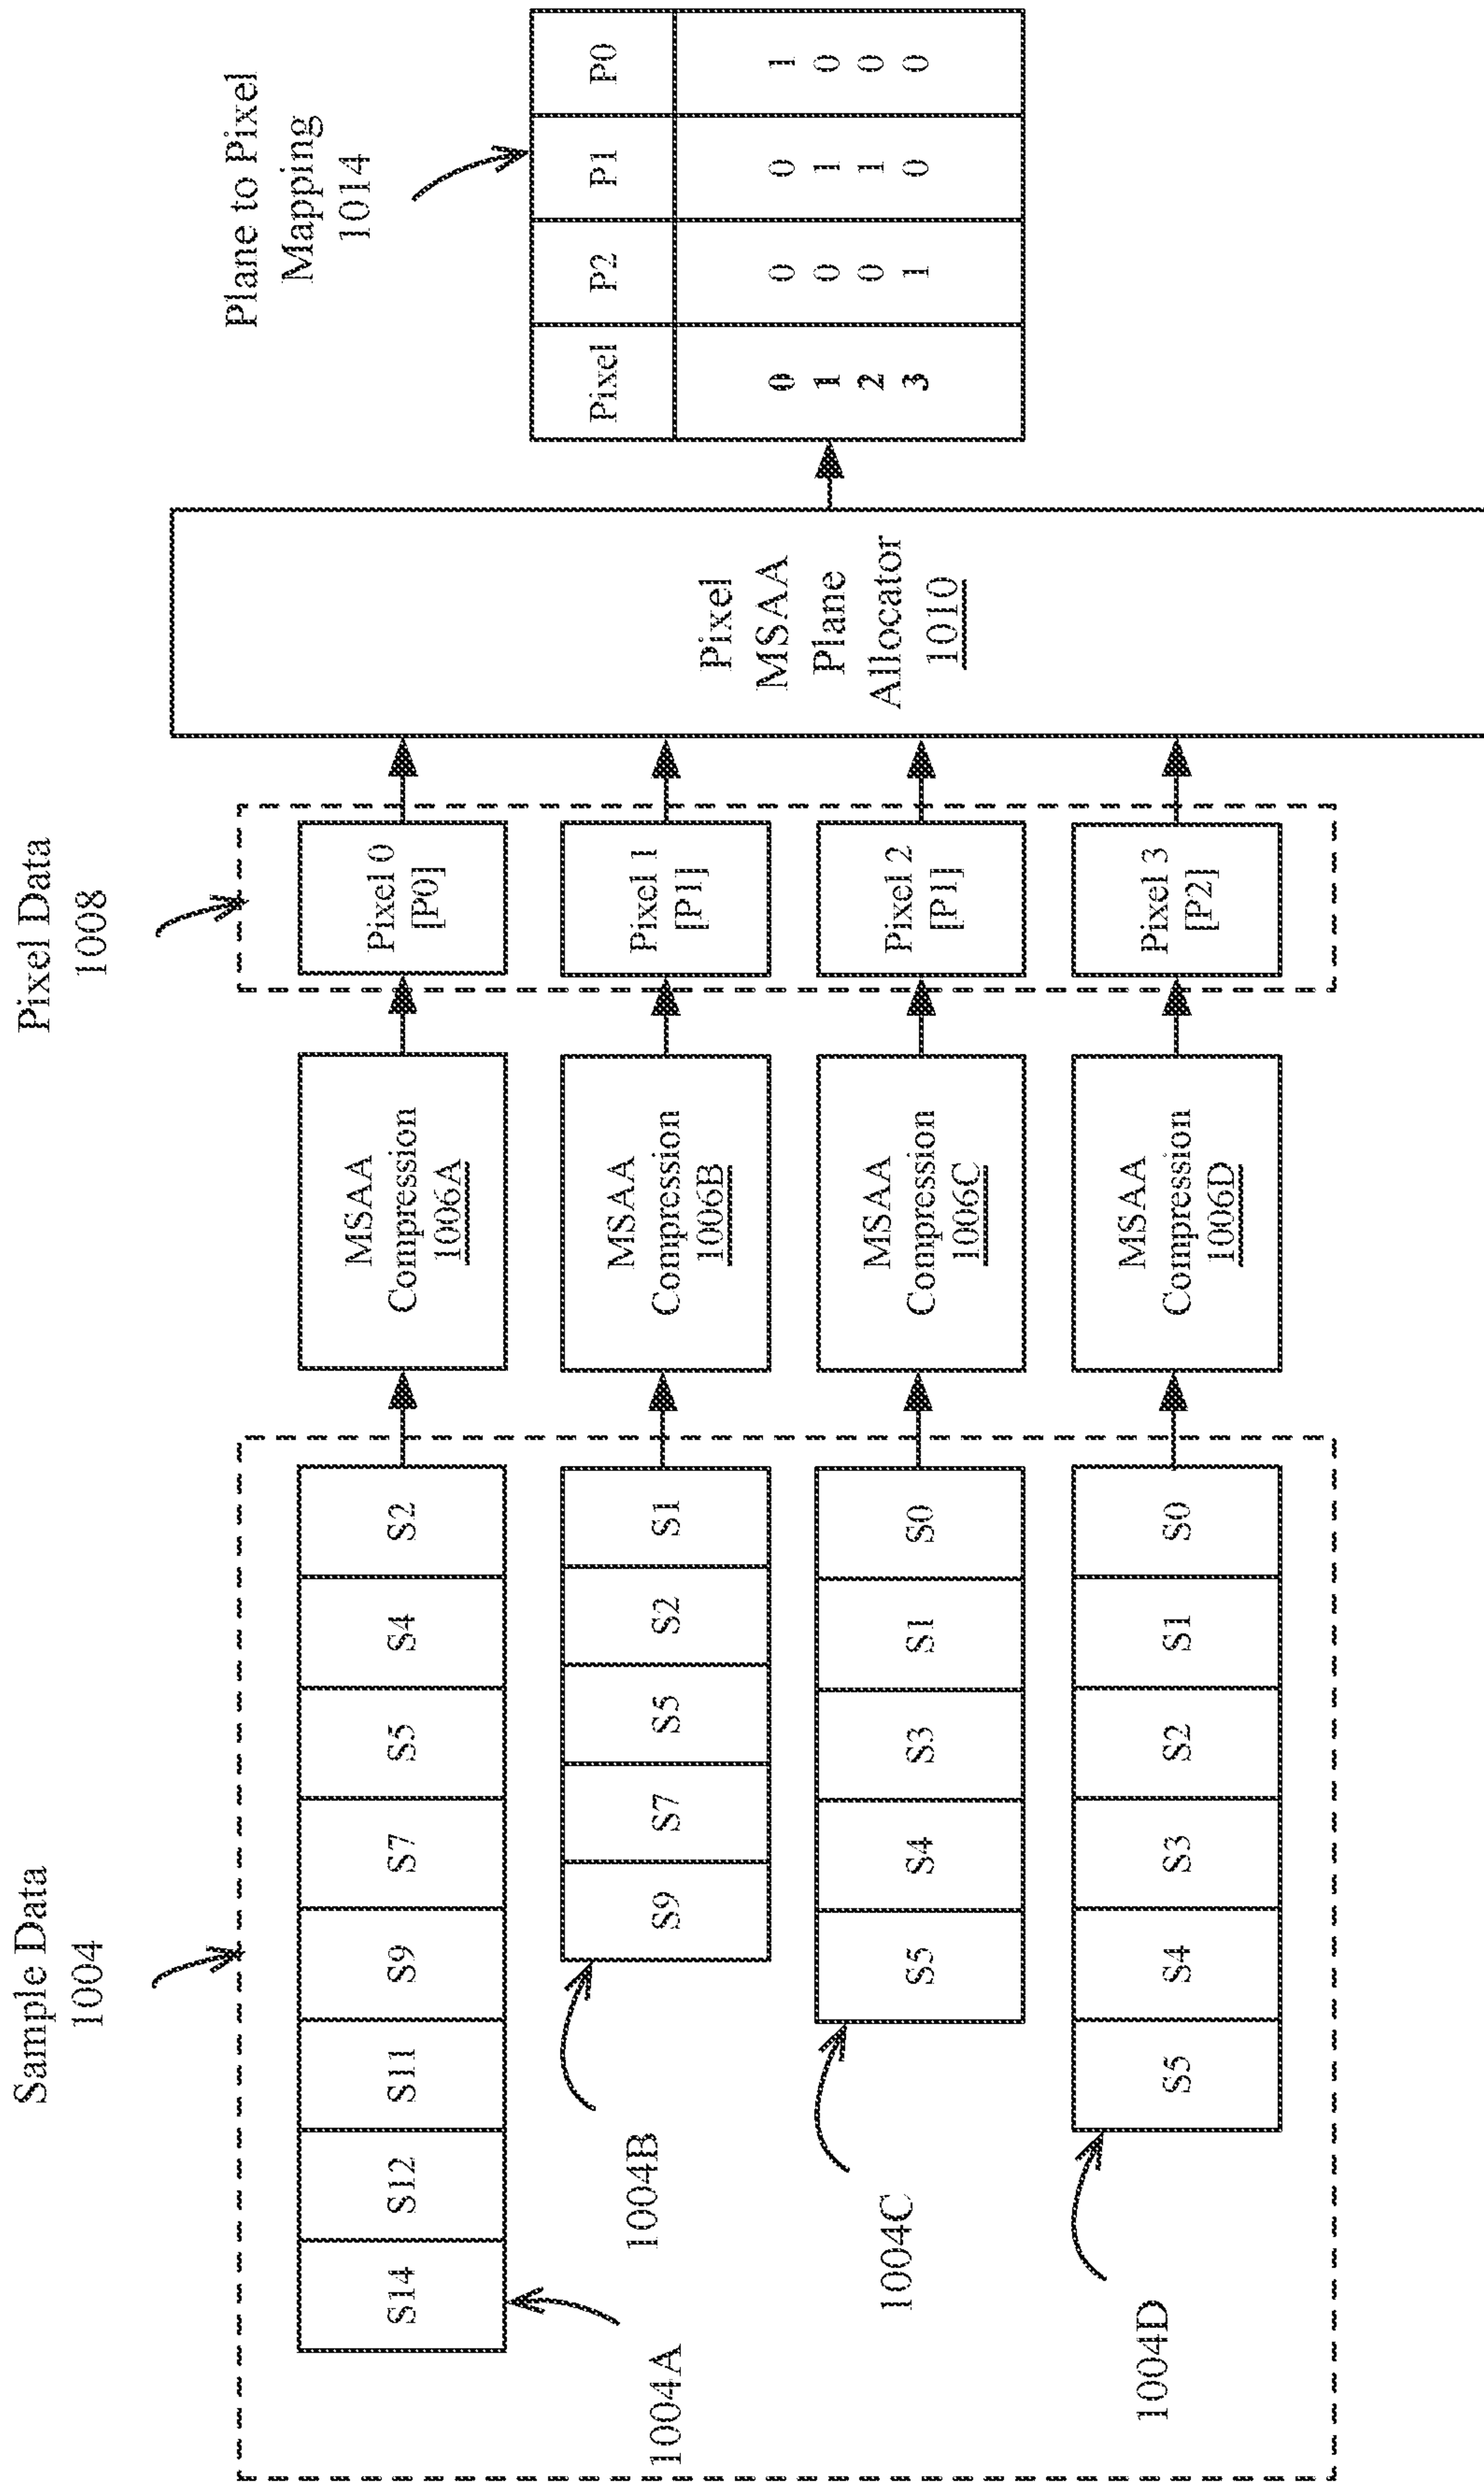 Sample Data
1004
Pixel Data
1008
Plane to Pixel
Mapping
1014
S14 S12 S11 S9 S7 S5 S4 S2
1004A
MSAA
Compression
1006A
Pixel 0
[P0]
S9 S7 S5 S2 S1
1004B
MSAA
Compression
1006B
Pixel 1
[P1]
S5 S4 S3 S1 S0
1004C
MSAA
Compression
1006C
Pixel 2
[P1]
S5 S4 S3 S2 S1 S0
1004D
MSAA
Compression
1006D
Pixel 3
[P2]
Pixel
MSAA
Plane
Allocator
1010
Pixel P2 P1 P0
0 0 0 1
1 0 1 0
2 0 1 0
3 1 0 0